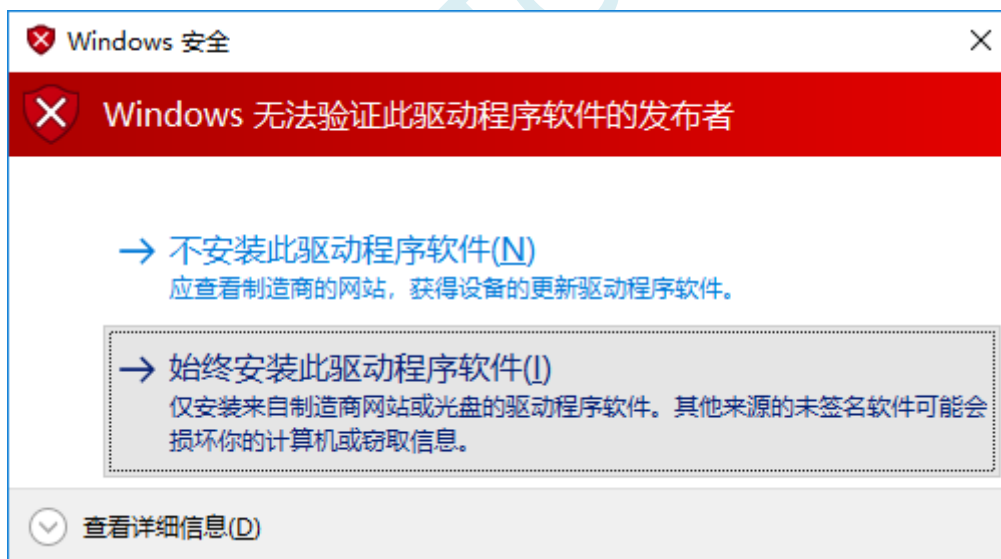 Windows 安全
Windows 无法验证此驱动程序软件的发布者
→ 不安装此驱动程序软件(N)
应查看制造商的网站，获得设备的更新驱动程序软件。
→ 始终安装此驱动程序软件(I)
仅安装来自制造商网站或光盘的驱动程序软件。其他来源的未签名软件可能会
损坏你的计算机或窃取信息。
查看详细信息(D)